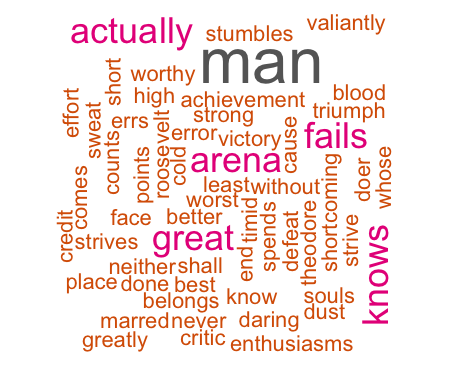 actually
stumbles
valiantly
man
worthy
short
effort
high
achievement
blood
triumph
sweat
errs
strong
error
victory
cause
fails
counts
points
roosevelt
cold
arena
least
without
shortcoming
doer
whose
comes
worst
credit
face
better
great
timid
spends
defeat
theodore
strive
knows
strives
end
neither
shall
place
done
best
belongs
know
souls
dust
marred
never
daring
greatly
critic
enthusiasms